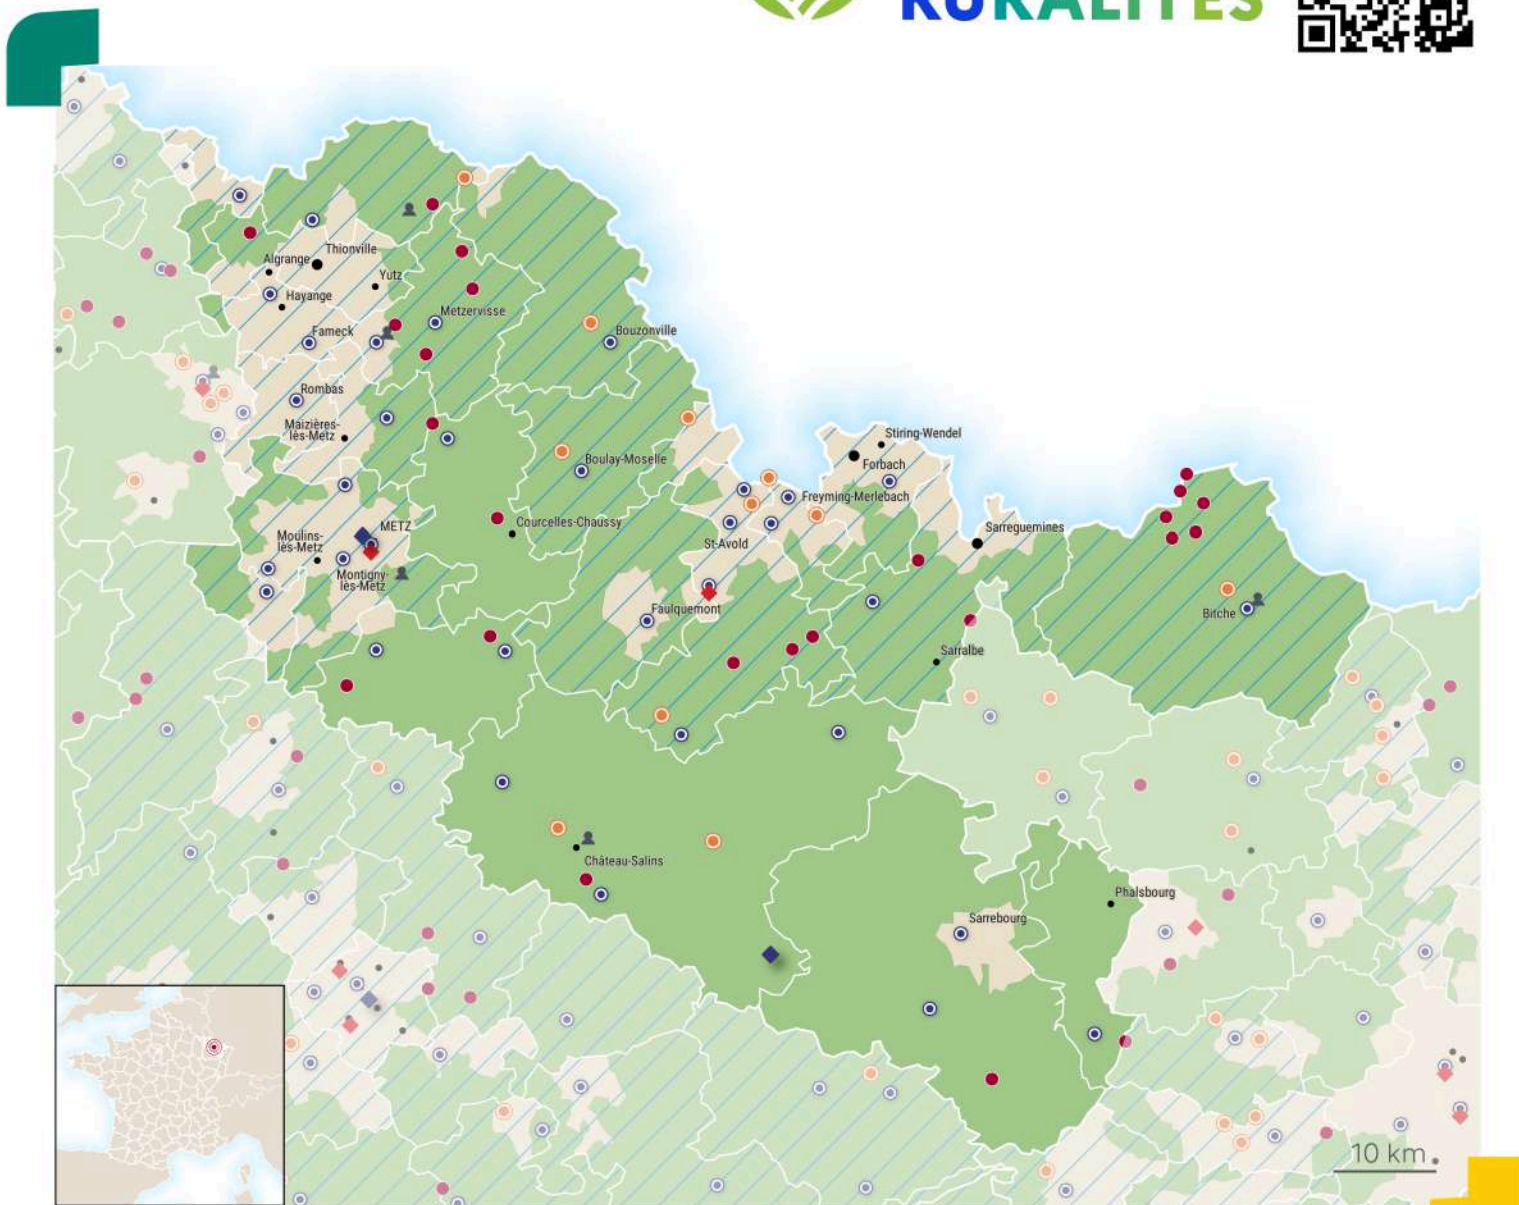 RURALITÉS
Thionville
Algrange
Yutz
Hayange
Metzervisse
Fameck
Bouzonville
Rombas
Maizières-
lès-Metz
Stiring-Wendel
Forbach
Boulay-Moselle
Freyming-Merlebach
METZ
Courcelles-Chaussy
Sarreguemines
Moulins-
lès-Metz
St-Avold
Montigny-
lès-Metz
Faulquemont
Bitche
Sarralbe
Château-Salins
Phalsbourg
Sarrebourg
10 km